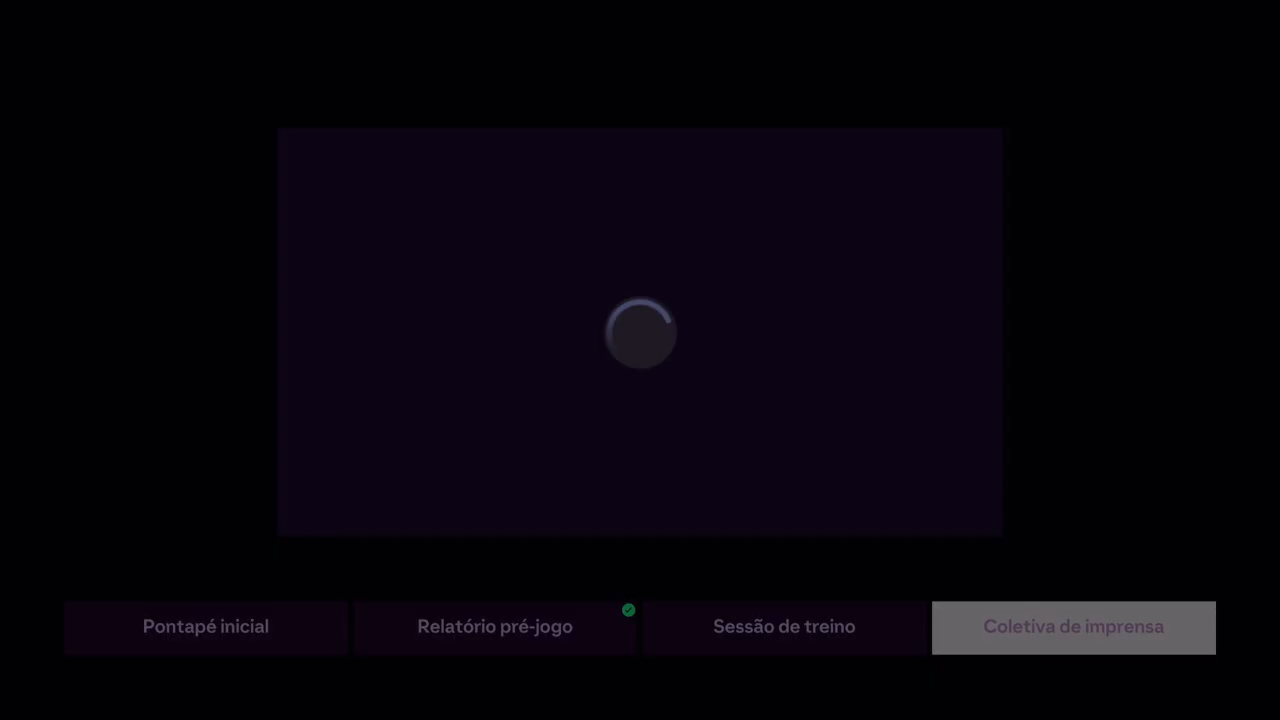 Pontapé inicial
Relatório pré-jogo
Sessão de treino
Coletiva de imprensa